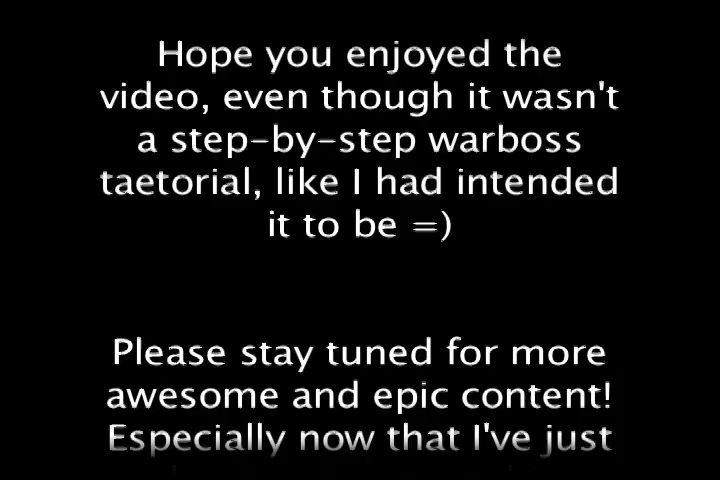 Hope you enjoyed the
video, even though it wasn't
a step-by-step warboss
taetorial, like I had intended
it to be =)
Please stay tuned for more
awesome and epic content!
Especially now that I've just